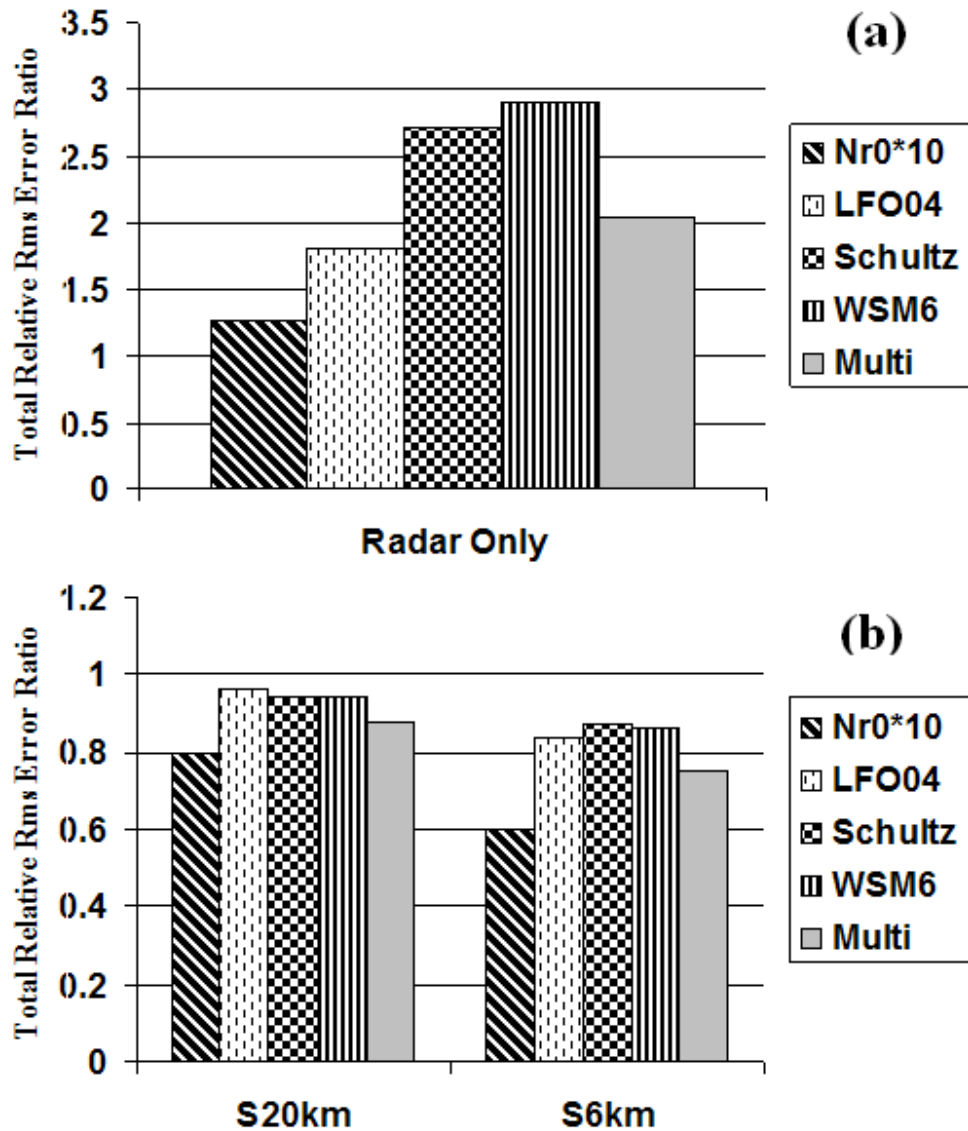 (a)
Total Relative Rms Error Ratio
3.5
3
2.5
2
1.5
1
0.5
0
Radar Only
Nr0*10
LFO04
Schultz
WSM6
Multi
(b)
Total Relative Rms Error Ratio
1.2
1
0.8
0.6
0.4
0.2
0
S20km
S6km
Nr0*10
LFO04
Schultz
WSM6
Multi